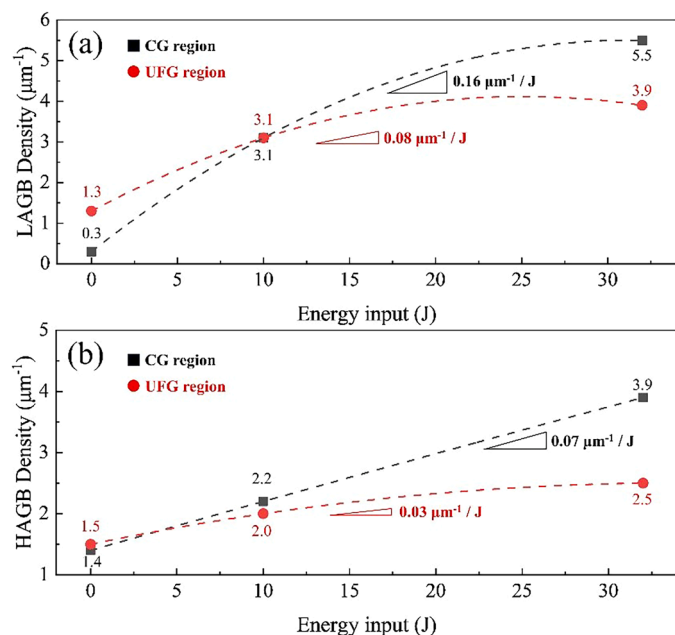 (a)
CG region
UFG region
LAGB Density (μm⁻¹)
6
5
4
3
2
1
0
1.3
0.3
3.1
3.1
5.5
3.9
0.16 μm⁻¹ / J
0.08 μm⁻¹ / J
0 5 10 15 20 25 30
Energy input (J)
(b)
CG region
UFG region
HAGB Density (μm⁻¹)
5
4
3
2
1
1.5
1.4
2.2
2.0
3.9
2.5
0.07 μm⁻¹ / J
0.03 μm⁻¹ / J
0 5 10 15 20 25 30
Energy input (J)